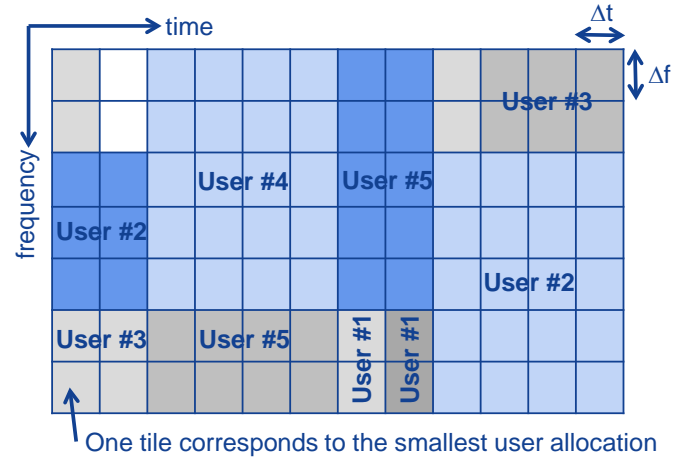 time
Δt
Δf
frequency
User #3
User #4
User #5
User #2
User #2
User #3
User #5
User #1
User #1
One tile corresponds to the smallest user allocation